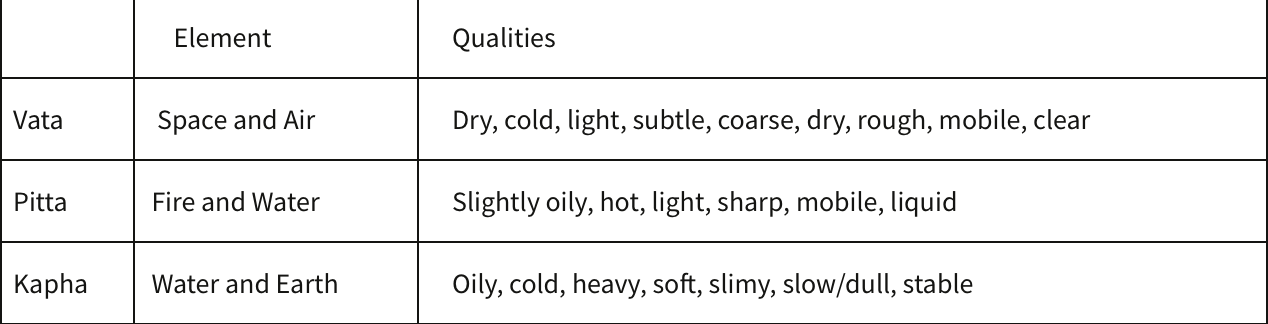 Element Qualities
Vata Space and Air Dry, cold, light, subtle, coarse, dry, rough, mobile, clear
Pitta Fire and Water Slightly oily, hot, light, sharp, mobile, liquid
Kapha Water and Earth Oily, cold, heavy, soft, slimy, slow/dull, stable